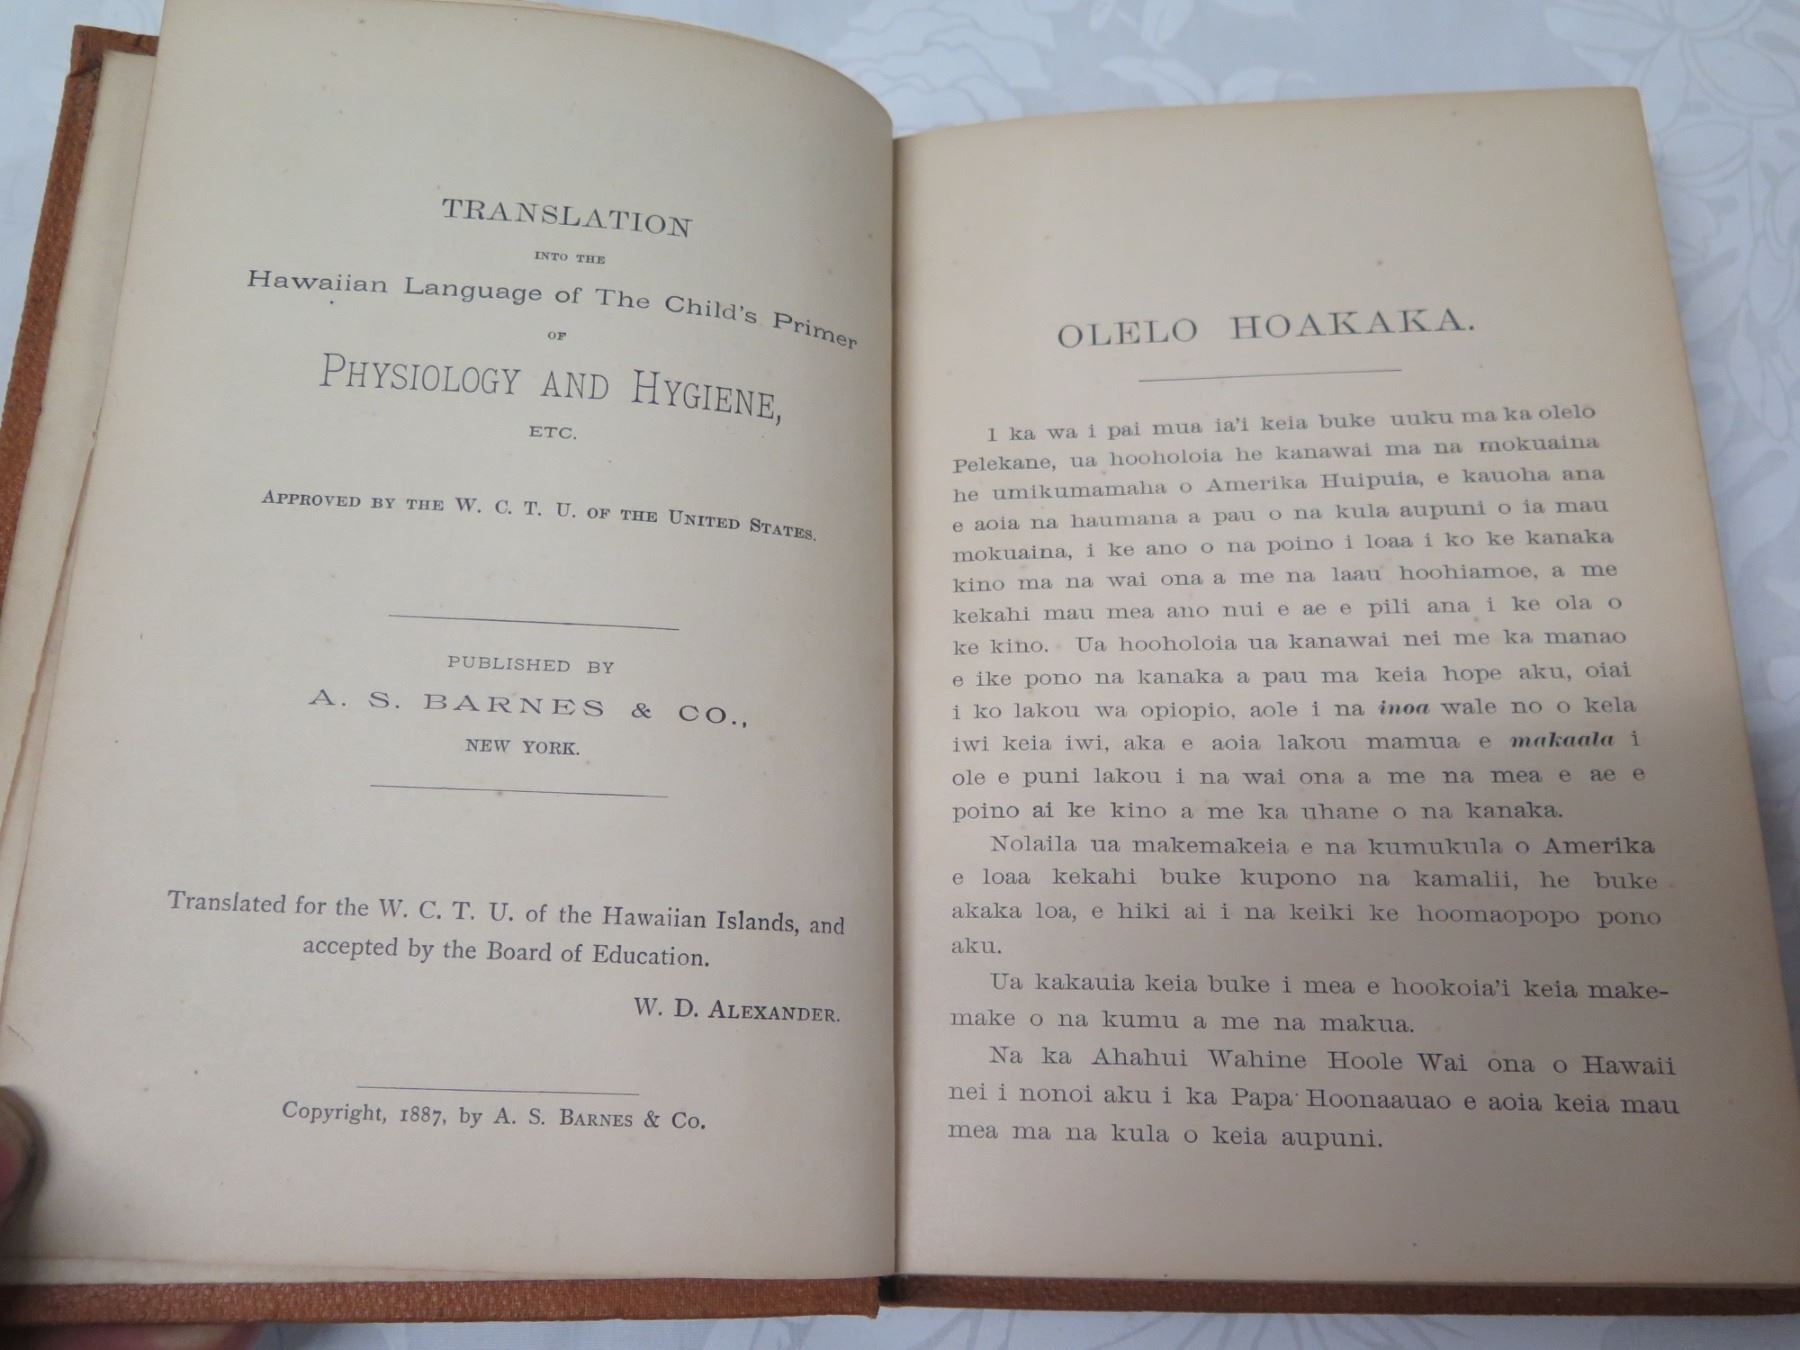 TRANSLATION
INTO THE
Hawaiian Language of The Child's Primer
OF
PHYSIOLOGY AND HYGIENE,
ETC.
APPROVED BY THE W. C. T. U. OF THE UNITED STATES.
PUBLISHED BY
A. S. BARNES & CO.,
NEW YORK.
Translated for the W. C. T. U. of the Hawaiian Islands, and
accepted by the Board of Education.
W. D. ALEXANDER.
Copyright, 1887, by A. S. BARNES & Co.
OLELO HOAKAKA.
I ka wa i pai mua ia'i keia buke uuku ma ka olelo
Pelekane, ua hooholoia he kanawai ma na mokuaina
he umikumamaha o Amerika Huipuia, e kauoha ana
e aoia na haumana a pau o na kula aupuni o ia mau
mokuaina, i ke ano o na poino i loaa i ko ke kanaka
kino ma na wai ona a me na laau hoohiamoe, a me
kekahi mau mea ano nui e ae e pili ana i ke ola o
ke kino. Ua hooholoia ua kanawai nei me ka manao
e ike pono na kanaka a pau ma keia hope aku, oiai
i ko lakou wa opiopio, aole i na inoa wale no o kela
iwi keia iwi, aka e aoia lakou mamua e makaala i
ole e puni lakou i na wai ona a me na mea e ae e
poino ai ke kino a me ka uhane o na kanaka.
Nolaila ua makemakeia e na kumukula o Amerika
e loaa kekahi buke kupono na kamalii, he buke
akaka loa, e hiki ai i na keiki ke hoomaopopo pono
aku.
Ua kakauia keia buke i mea e hookoia'i keia make-
make o na kumu a me na makua.
Na ka Ahahui Wahine Hoole Wai ona o Hawaii
nei i nonoi aku i ka Papa Hoonaauao e aoia keia mau
mea ma na kula o keia aupuni.